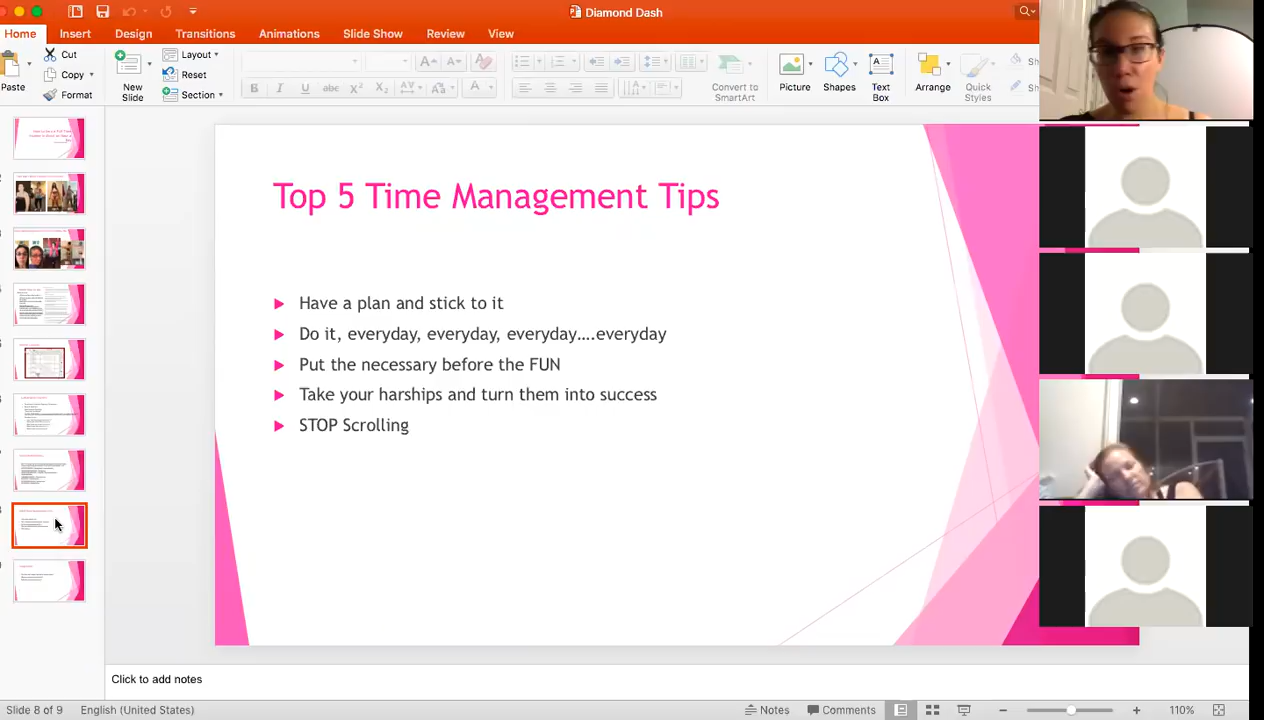 Diamond Dash
Home Insert Design Transitions Animations Slide Show Review View
Paste
Cut
Copy
Format
New Slide
Layout
Reset
Section
B I U abc X² X₂ AV A A
Convert to SmartArt
Picture
Shapes
Text Box
Arrange
Quick Styles
Top 5 Time Management Tips
Have a plan and stick to it
Do it, everyday, everyday, everyday....everyday
Put the necessary before the FUN
Take your harships and turn them into success
STOP Scrolling
Click to add notes
Slide 8 of 9 English (United States) Notes Comments 110%